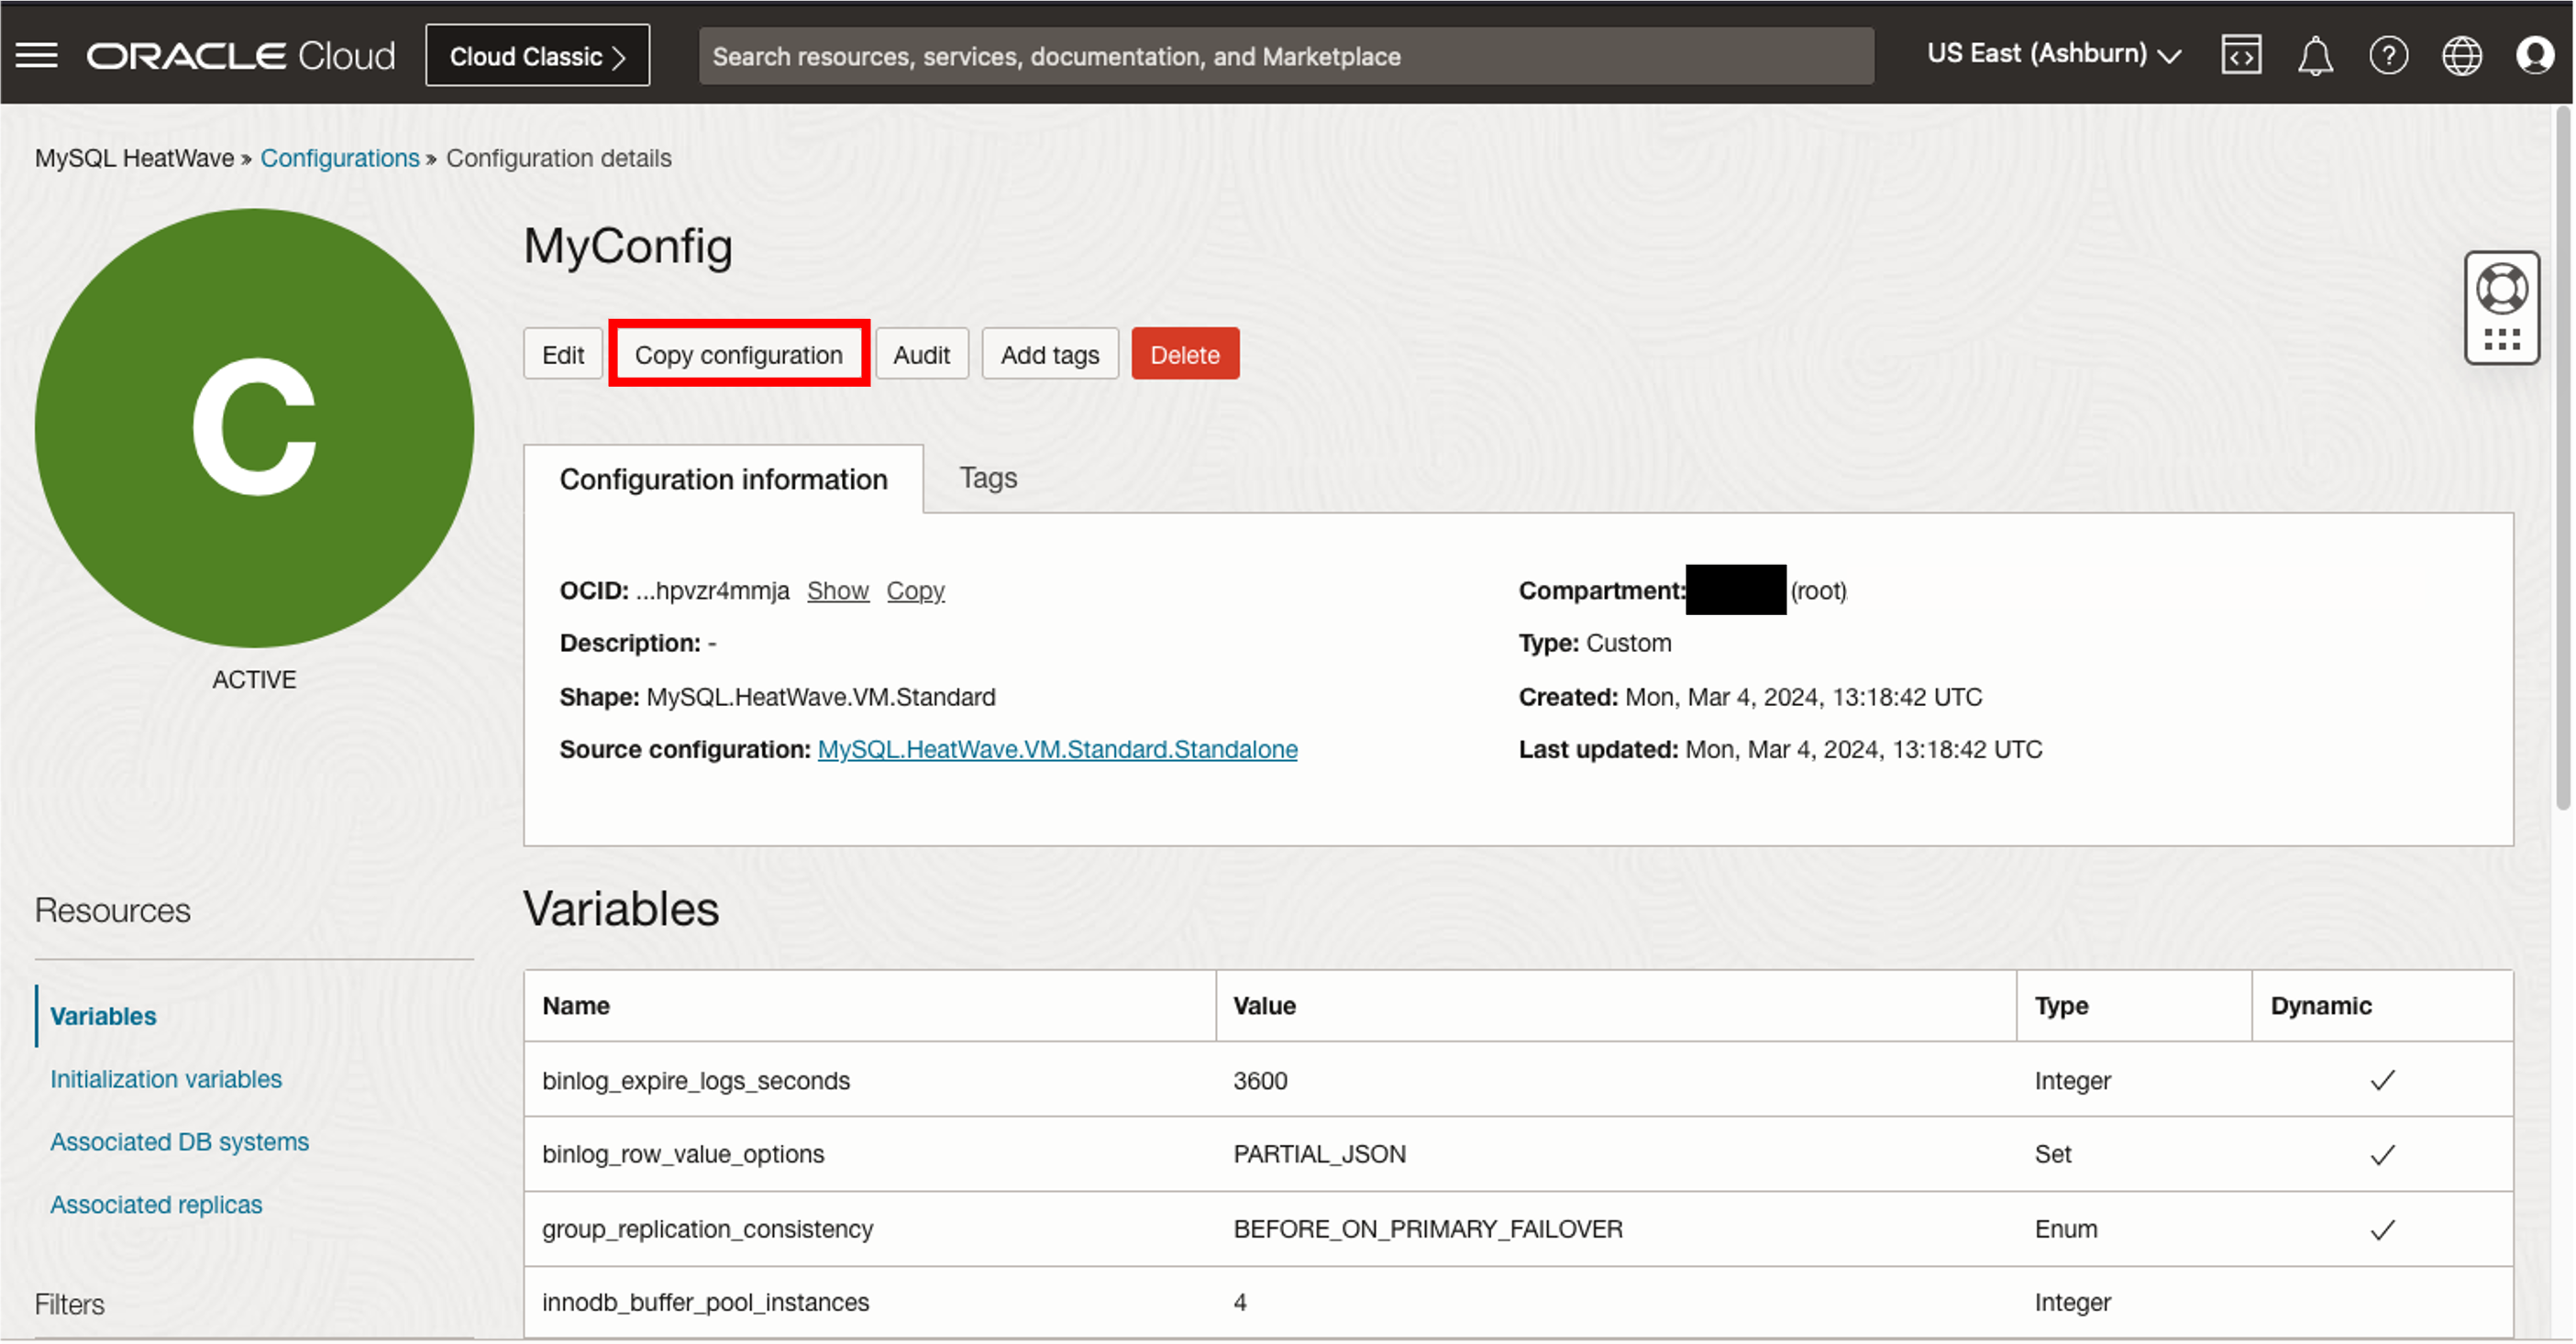 ORACLE Cloud Cloud Classic Search resources, services, documentation, and Marketplace US East (Ashburn)
MySQL HeatWave » Configurations » Configuration details
C
ACTIVE
MyConfig
Edit Copy configuration Audit Add tags Delete
Configuration information Tags
OCID: ...hpvzr4mmja Show Copy
Description: -
Shape: MySQL.HeatWave.VM.Standard
Source configuration: MySQL.HeatWave.VM.Standard.Standalone
Compartment: (root)
Type: Custom
Created: Mon, Mar 4, 2024, 13:18:42 UTC
Last updated: Mon, Mar 4, 2024, 13:18:42 UTC
Resources
Variables
Initialization variables
Associated DB systems
Associated replicas
Filters
Variables
Name Value Type Dynamic
binlog_expire_logs_seconds 3600 Integer
binlog_row_value_options PARTIAL_JSON Set
group_replication_consistency BEFORE_ON_PRIMARY_FAILOVER Enum
innodb_buffer_pool_instances 4 Integer